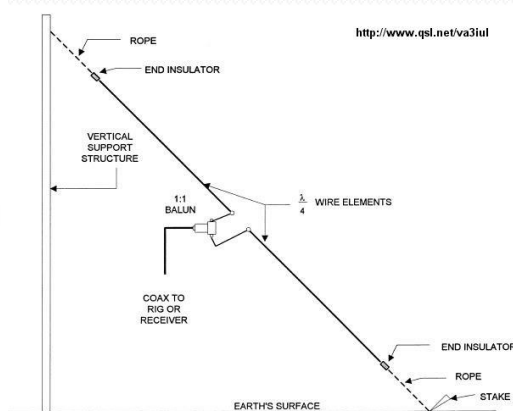 http://www.qsl.net/va3iul
ROPE
END INSULATOR
VERTICAL
SUPPORT
STRUCTURE
1:1
BALUN
λ
4
WIRE ELEMENTS
COAX TO
RIG OR
RECEIVER
END INSULATOR
ROPE
STAKE
EARTH'S SURFACE